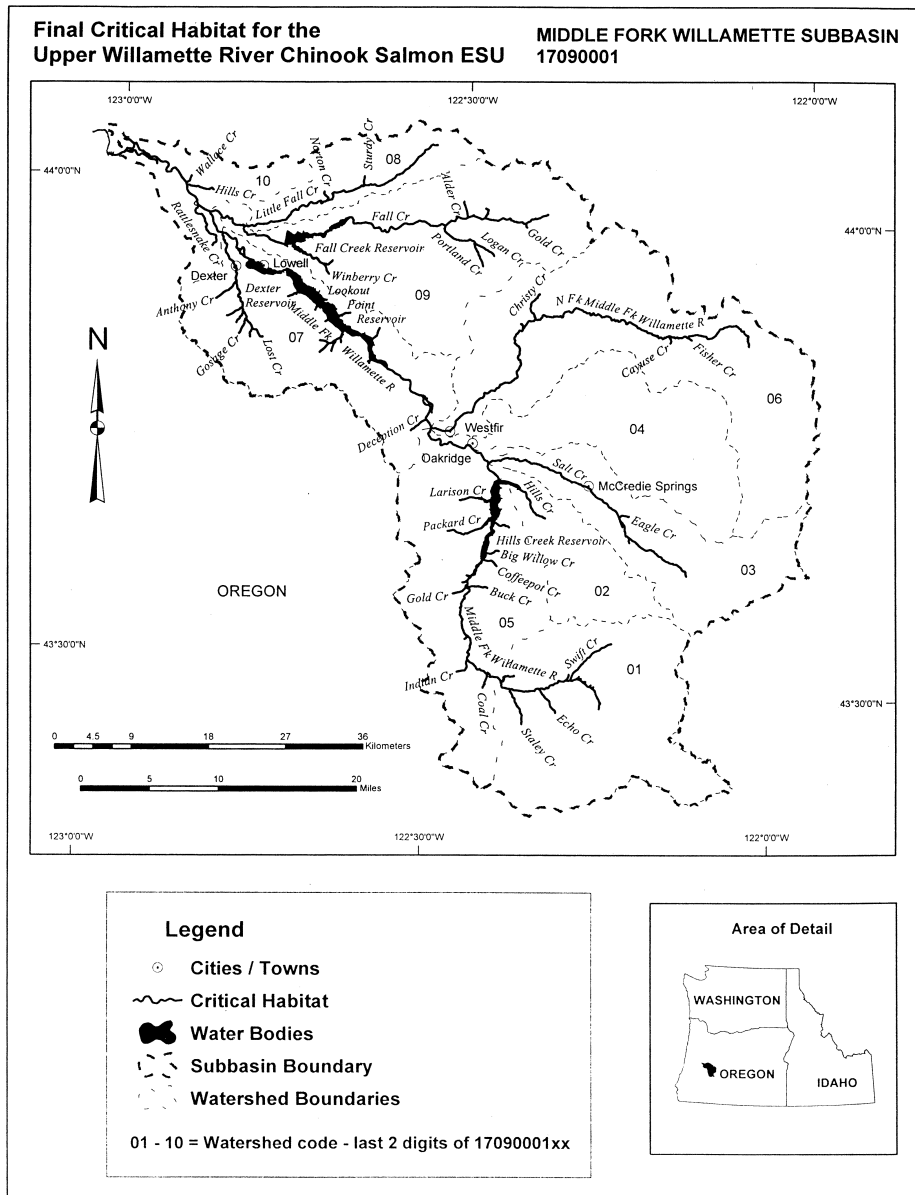 Final Critical Habitat for the
Upper Willamette River Chinook Salmon ESU
MIDDLE FORK WILLAMETTE SUBBASIN
17090001
123°0'0"W
122°30'0"W
122°0'0"W
44°0'0"N
44°0'0"N
Wallace Cr
Hills Cr
10
Norton Cr
Sturdy Cr
08
Little Fall Cr
Rattlesnake Cr
Fall Cr
Alder Cr
Logan Cr
Gold Cr
Portland Cr
Fall Creek Reservoir
Winberry Cr
09
Dexter
Lowell
Dexter
Reservoir
Lookout
Point
Reservoir
Anthony Cr
Gosage Cr
Lost Cr
07
Middle Fk
Willamette R
Christy Cr
N Fk Middle Fk Willamette R
Cayuse Cr
Fisher Cr
06
04
N
Deception Cr
Westfir
Oakridge
Salt Cr
McCredie Springs
Larison Cr
Hills Cr
Packard Cr
Eagle Cr
Hills Creek Reservoir
Big Willow Cr
Coffeepot Cr
03
02
OREGON
Gold Cr
Buck Cr
05
Middle Fk Willamette R
Swift Cr
01
43°30'0"N
43°30'0"N
Indian Cr
Coal Cr
Staley Cr
Echo Cr
0 4.5 9 18 27 36
Kilometers
0 5 10 20
Miles
123°0'0"W
122°30'0"W
122°0'0"W
Legend
Cities / Towns
Critical Habitat
Water Bodies
Subbasin Boundary
Watershed Boundaries
01 - 10 = Watershed code - last 2 digits of 17090001xx
Area of Detail
WASHINGTON
OREGON
IDAHO